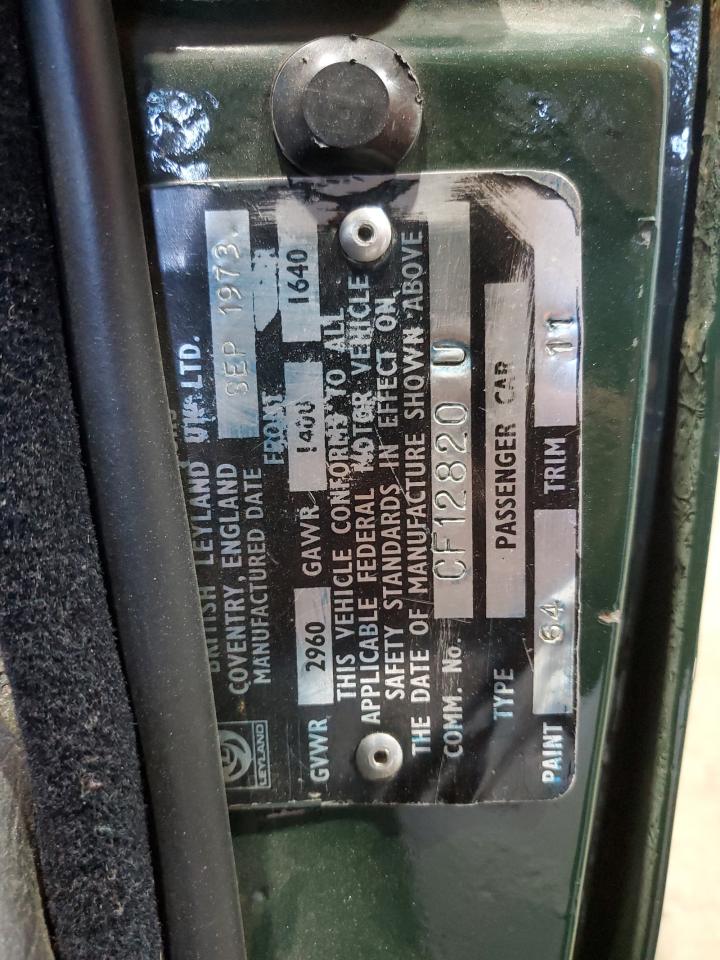 BRITISH LEYLAND U.K. LTD.
COVENTRY, ENGLAND
MANUFACTURED DATE SEP 1973
LEYLAND
FRONT
GVWR 2960 GAWR 1400 1640
THIS VEHICLE CONFORMS TO ALL
APPLICABLE FEDERAL MOTOR VEHICLE
SAFETY STANDARDS IN EFFECT ON
THE DATE OF MANUFACTURE SHOWN ABOVE
COMM. No. CF12820 U
TYPE PASSENGER CAR
PAINT 64 TRIM 11